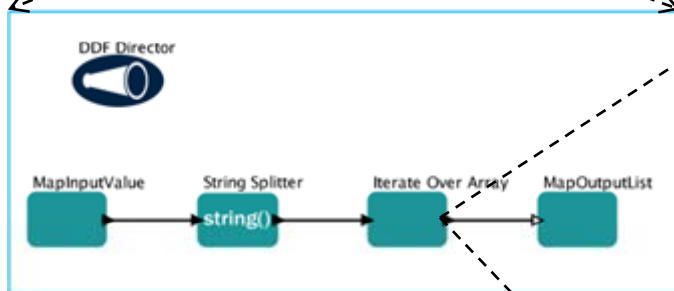 DDF Director
MapInputValue
String Splitter
Iterate Over Array
MapOutputList
string()